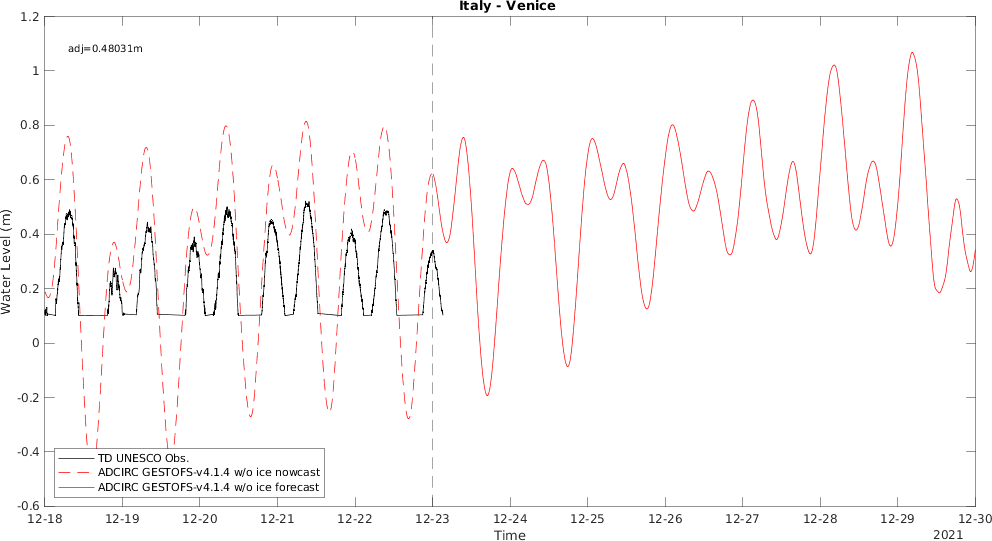 Italy - Venice
1.2
1
0.8
0.6
0.4
0.2
0
-0.2
-0.4
-0.6
Water Level (m)
adj=0.48031m
TD UNESCO Obs.
ADCIRC GESTOFS-v4.1.4 w/o ice nowcast
ADCIRC GESTOFS-v4.1.4 w/o ice forecast
12-18 12-19 12-20 12-21 12-22 12-23 12-24 12-25 12-26 12-27 12-28 12-29 12-30
Time
2021